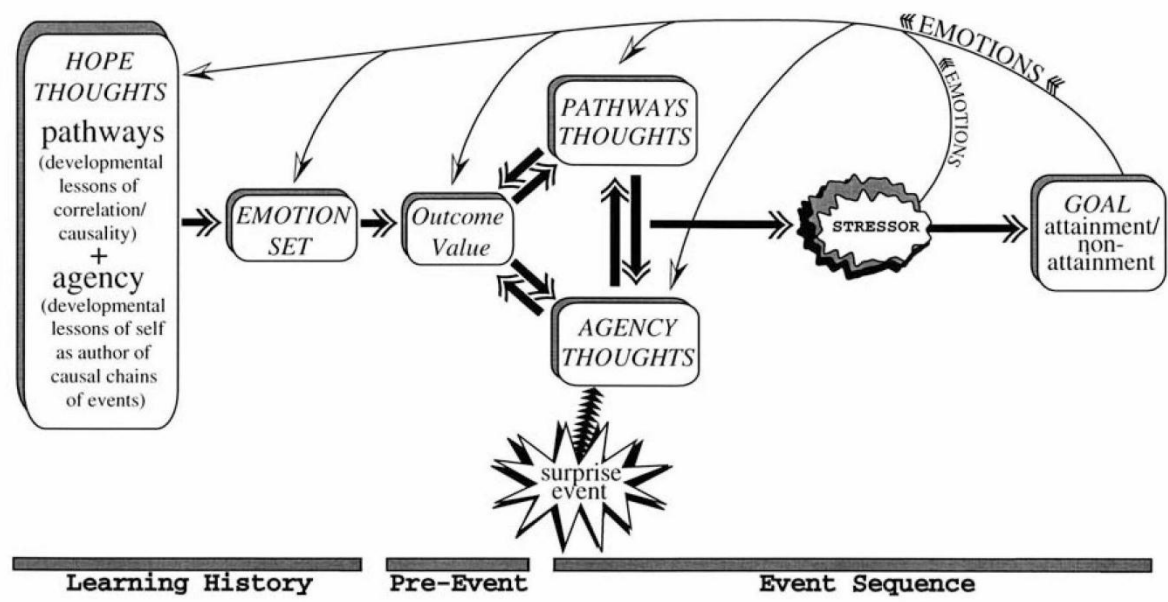 HOPE
THOUGHTS
pathways
(developmental
lessons of
correlation/
causality)
+
agency
(developmental
lessons of self
as author of
causal chains
of events)
EMOTION
SET
Outcome
Value
PATHWAYS
THOUGHTS
AGENCY
THOUGHTS
surprise
event
STRESSOR
EMOTIONS
EMOTIONS
GOAL
attainment/
non-
attainment
Learning History
Pre-Event
Event Sequence